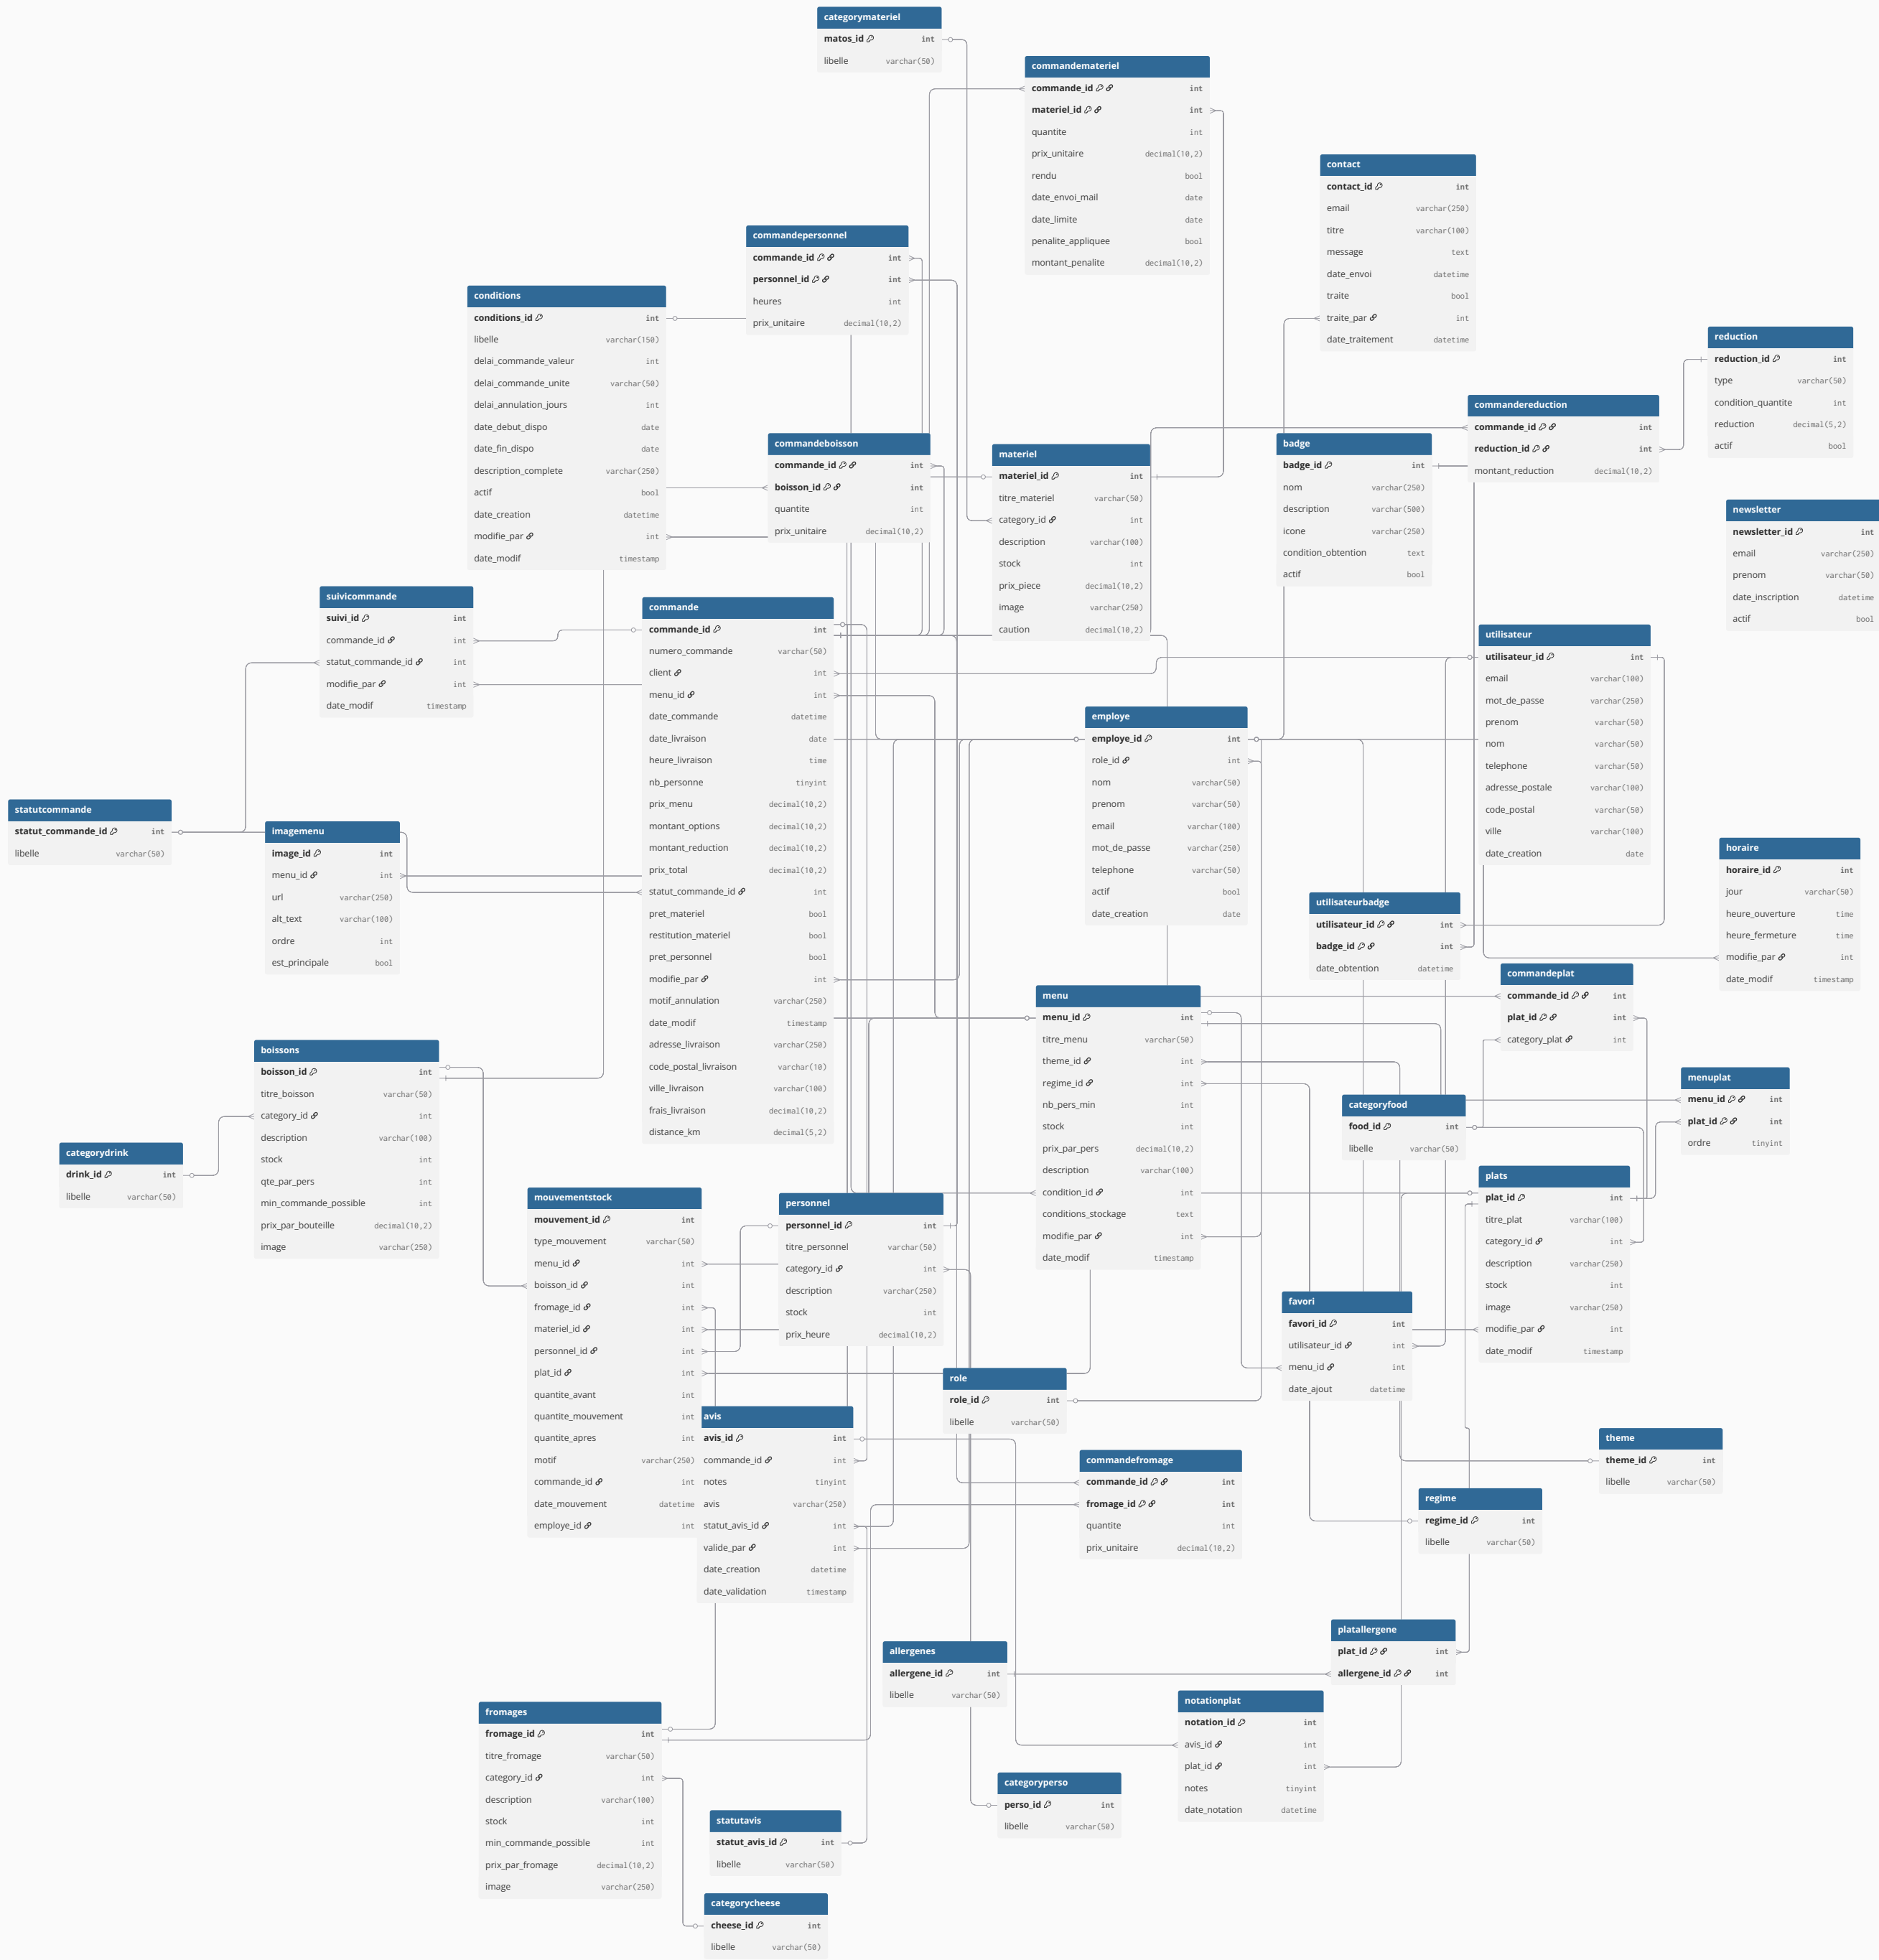 categorymateriel
matos_id int
libelle varchar(50)
commandemateriel
commande_id int
materiel_id int
quantite int
prix_unitaire decimal(10,2)
rendu bool
date_envoi_mail date
date_limite date
penalite_appliquee bool
montant_penalite decimal(10,2)
contact
contact_id int
email varchar(250)
titre varchar(100)
message text
date_envoi datetime
traite bool
traite_par int
date_traitement datetime
commandepersonnel
commande_id int
personnel_id int
heures int
prix_unitaire decimal(10,2)
conditions
conditions_id int
libelle varchar(150)
delai_commande_valeur int
delai_commande_unite varchar(50)
delai_annulation_jours int
date_debut_dispo date
date_fin_dispo date
description_complete varchar(250)
actif bool
date_creation datetime
modifie_par int
date_modif timestamp
reduction
reduction_id int
type varchar(50)
condition_quantite int
reduction decimal(5,2)
actif bool
commandereduction
commande_id int
reduction_id int
montant_reduction decimal(10,2)
commandeboisson
commande_id int
boisson_id int
quantite int
prix_unitaire decimal(10,2)
materiel
materiel_id int
titre_materiel varchar(50)
category_id int
description varchar(100)
stock int
prix_piece decimal(10,2)
image varchar(250)
caution decimal(10,2)
badge
badge_id int
nom varchar(250)
description varchar(500)
icone varchar(250)
condition_obtention text
actif bool
newsletter
newsletter_id int
email varchar(250)
prenom varchar(50)
date_inscription datetime
actif bool
suivicommande
suivi_id int
commande_id int
statut_commande_id int
modifie_par int
date_modif timestamp
commande
commande_id int
numero_commande varchar(50)
client int
menu_id int
date_commande datetime
date_livraison date
heure_livraison time
nb_personne tinyint
prix_menu decimal(10,2)
montant_options decimal(10,2)
montant_reduction decimal(10,2)
prix_total decimal(10,2)
statut_commande_id int
pret_materiel bool
restitution_materiel bool
pret_personnel bool
modifie_par int
motif_annulation varchar(250)
date_modif timestamp
adresse_livraison varchar(250)
code_postal_livraison varchar(10)
ville_livraison varchar(100)
frais_livraison decimal(10,2)
distance_km decimal(5,2)
utilisateur
utilisateur_id int
email varchar(100)
mot_de_passe varchar(250)
prenom varchar(50)
nom varchar(50)
telephone varchar(50)
adresse_postale varchar(100)
code_postal varchar(50)
ville varchar(100)
date_creation date
employe
employe_id int
role_id int
nom varchar(50)
prenom varchar(50)
email varchar(100)
mot_de_passe varchar(250)
telephone varchar(50)
actif bool
date_creation date
statutcommande
statut_commande_id int
libelle varchar(50)
imagemenu
image_id int
menu_id int
url varchar(250)
alt_text varchar(100)
ordre int
est_principale bool
horaire
horaire_id int
jour varchar(50)
heure_ouverture time
heure_fermeture time
modifie_par int
date_modif timestamp
utilisateurbadge
utilisateur_id int
badge_id int
date_obtention datetime
commandeplat
commande_id int
plat_id int
category_plat int
menu
menu_id int
titre_menu varchar(50)
theme_id int
regime_id int
nb_pers_min int
stock int
prix_par_pers decimal(10,2)
description varchar(100)
condition_id int
conditions_stockage text
modifie_par int
date_modif timestamp
boissons
boisson_id int
titre_boisson varchar(50)
category_id int
description varchar(100)
stock int
qte_par_pers int
min_commande_possible int
prix_par_bouteille decimal(10,2)
image varchar(250)
menuplat
menu_id int
plat_id int
ordre tinyint
categoryfood
food_id int
libelle varchar(50)
categorydrink
drink_id int
libelle varchar(50)
plats
plat_id int
titre_plat varchar(100)
category_id int
description varchar(250)
stock int
image varchar(250)
modifie_par int
date_modif timestamp
mouvementstock
mouvement_id int
type_mouvement varchar(50)
menu_id int
boisson_id int
fromage_id int
materiel_id int
personnel_id int
plat_id int
quantite_avant int
quantite_mouvement int
quantite_apres int
motif varchar(250)
commande_id int
date_mouvement datetime
employe_id int
personnel
personnel_id int
titre_personnel varchar(50)
category_id int
description varchar(250)
stock int
prix_heure decimal(10,2)
favori
favori_id int
utilisateur_id int
menu_id int
date_ajout datetime
role
role_id int
libelle varchar(50)
avis
avis_id int
commande_id int
notes tinyint
avis varchar(250)
statut_avis_id int
valide_par int
date_creation datetime
date_validation timestamp
theme
theme_id int
libelle varchar(50)
commandefromage
commande_id int
fromage_id int
quantite int
prix_unitaire decimal(10,2)
regime
regime_id int
libelle varchar(50)
platallergene
plat_id int
allergene_id int
allergenes
allergene_id int
libelle varchar(50)
notationplat
notation_id int
avis_id int
plat_id int
notes tinyint
date_notation datetime
fromages
fromage_id int
titre_fromage varchar(50)
category_id int
description varchar(100)
stock int
min_commande_possible int
prix_par_fromage decimal(10,2)
image varchar(250)
categoryperso
perso_id int
libelle varchar(50)
statutavis
statut_avis_id int
libelle varchar(50)
categorycheese
cheese_id int
libelle varchar(50)